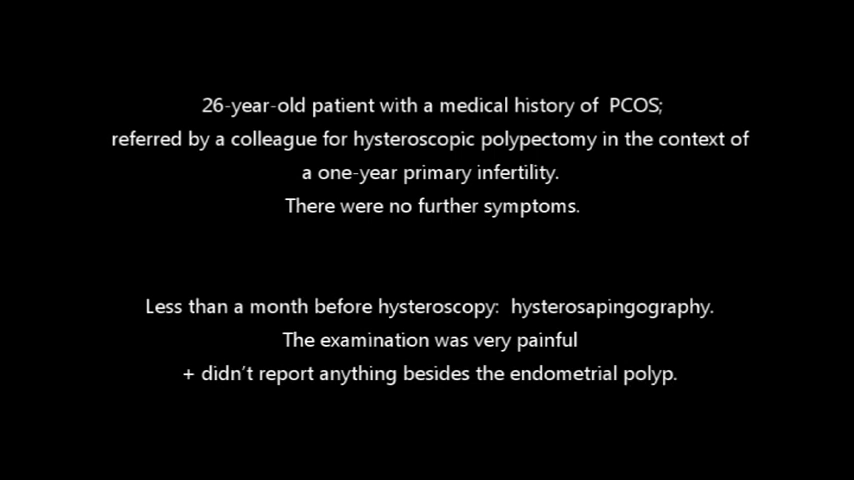 26-year-old patient with a medical history of PCOS;
referred by a colleague for hysteroscopic polypectomy in the context of
a one-year primary infertility.
There were no further symptoms.
Less than a month before hysteroscopy: hysterosapingography.
The examination was very painful
+ didn't report anything besides the endometrial polyp.